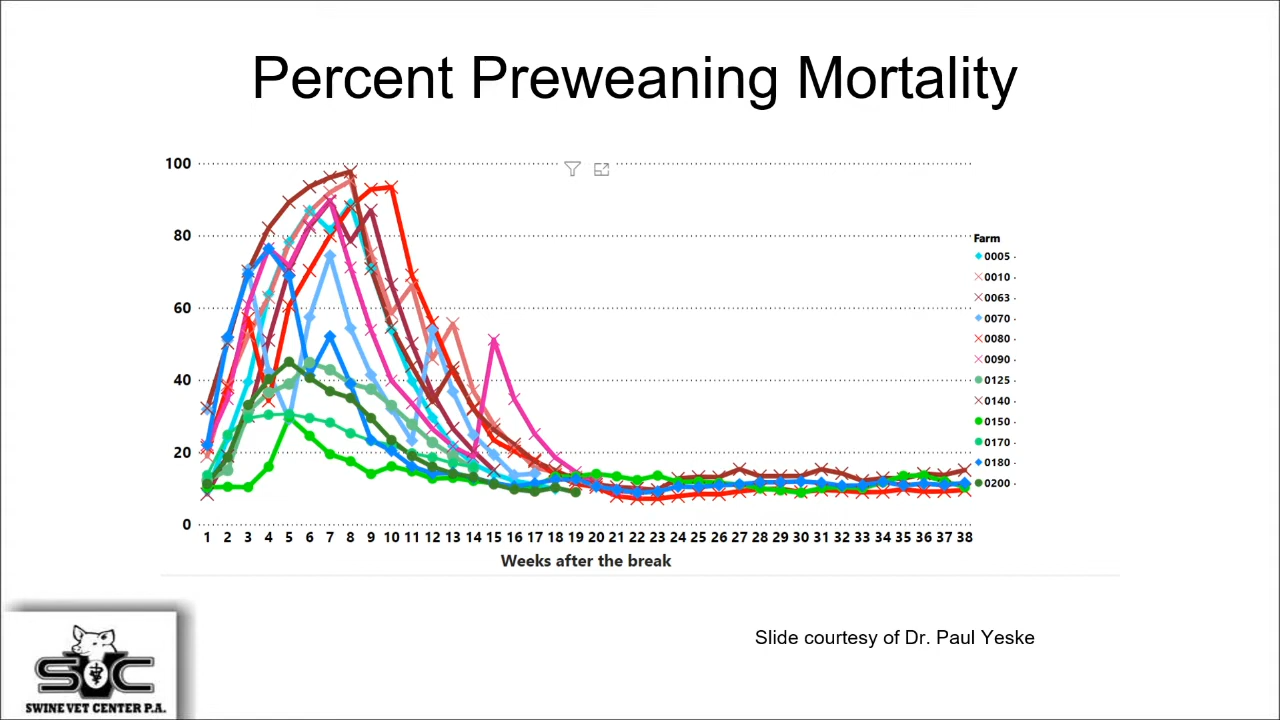 Percent Preweaning Mortality
100
80
60
40
20
0
1 2 3 4 5 6 7 8 9 10 11 12 13 14 15 16 17 18 19 20 21 22 23 24 25 26 27 28 29 30 31 32 33 34 35 36 37 38
Weeks after the break
Farm
0005 ·
0010 ·
0063 ·
0070 ·
0080 ·
0090 ·
0125 ·
0140 ·
0150 ·
0170 ·
0180 ·
0200 ·
Slide courtesy of Dr. Paul Yeske
SVC
SWINE VET CENTER P.A.